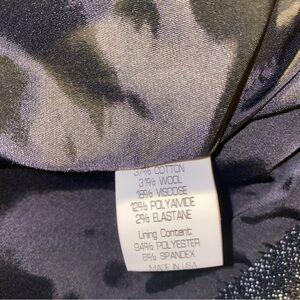 37% COTTON
31% WOOL
18% VISCOSE
12% POLYAMIDE
2% ELASTANE
Lining Content:
94% POLYESTER
6% SPANDEX
MADE IN USA